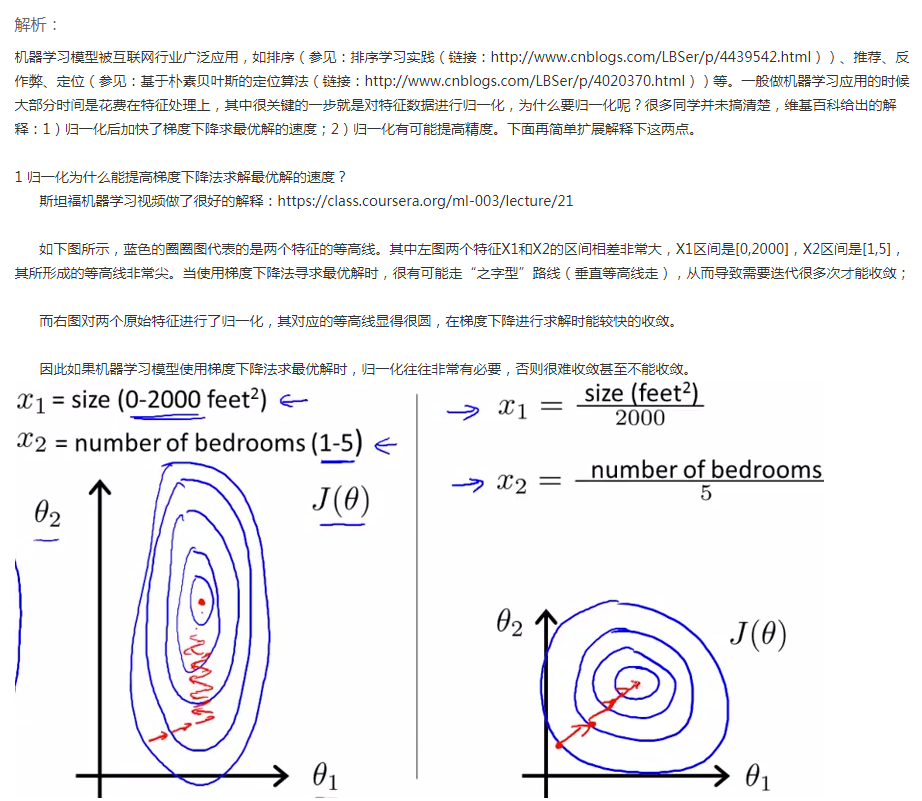 解析：
机器学习模型被互联网行业广泛应用，如排序（参见：排序学习实践（链接：http://www.cnblogs.com/LBSer/p/4439542.html））、推荐、反
作弊、定位（参见：基于朴素贝叶斯的定位算法（链接：http://www.cnblogs.com/LBSer/p/4020370.html））等。一般做机器学习应用的时候
大部分时间是花费在特征处理上，其中很关键的一步就是对特征数据进行归一化，为什么要归一化呢？很多同学并未搞清楚，维基百科给出的解
释：1）归一化后加快了梯度下降求最优解的速度；2）归一化有可能提高精度。下面再简单扩展解释下这两点。
1 归一化为什么能提高梯度下降法求解最优解的速度？
斯坦福机器学习视频做了很好的解释：https://class.coursera.org/ml-003/lecture/21
如下图所示，蓝色的圈圈图代表的是两个特征的等高线。其中左图两个特征X1和X2的区间相差非常大，X1区间是[0,2000]，X2区间是[1,5]，
其所形成的等高线非常尖。当使用梯度下降法寻求最优解时，很有可能走“之字型”路线（垂直等高线走），从而导致需要迭代很多次才能收敛；
而右图对两个原始特征进行了归一化，其对应的等高线显得很圆，在梯度下降进行求解时能较快的收敛。
因此如果机器学习模型使用梯度下降法求最优解时，归一化往往非常有必要，否则很难收敛甚至不能收敛。
x₁ = size (0-2000 feet²)
x₂ = number of bedrooms (1-5)
θ₂
J(θ)
θ₁
x₁ = size (feet²) / 2000
x₂ = number of bedrooms / 5
θ₂
J(θ)
θ₁